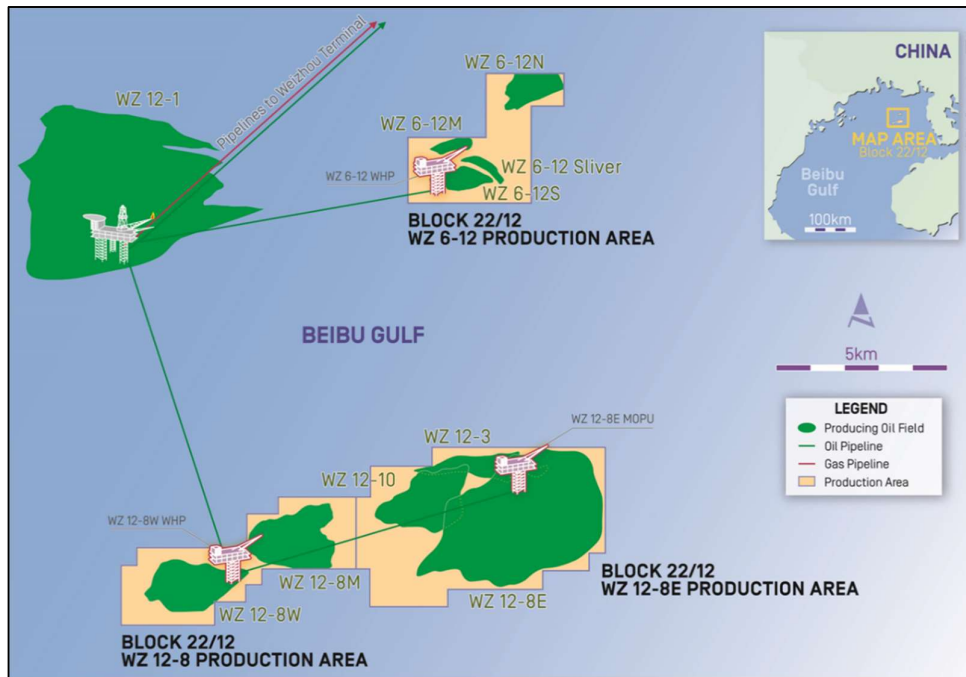 WZ 12-1
Pipelines to Weizhou Terminal
WZ 6-12N
WZ 6-12M
WZ 6-12 Sliver
WZ 6-12 WHP
WZ 6-12S
BLOCK 22/12
WZ 6-12 PRODUCTION AREA
CHINA
MAP AREA
Block 22/12
Beibu
Gulf
100km
BEIBU GULF
5km
LEGEND
Producing Oil Field
Oil Pipeline
Gas Pipeline
Production Area
WZ 12-8E MOPU
WZ 12-3
WZ 12-10
WZ 12-8W WHP
WZ 12-8M
WZ 12-8E
WZ 12-8W
BLOCK 22/12
WZ 12-8E PRODUCTION AREA
BLOCK 22/12
WZ 12-8 PRODUCTION AREA